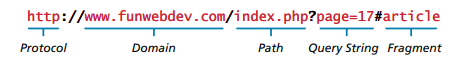 http://www.funwebdev.com/index.php?page=17#article
Protocol Domain Path Query String Fragment